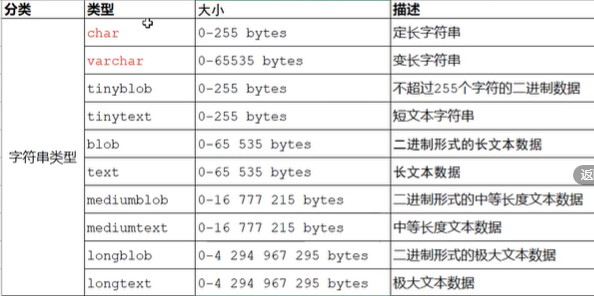 分类 类型 大小 描述
char 0-255 bytes 定长字符串
varchar 0-65535 bytes 变长字符串
tinyblob 0-255 bytes 不超过255个字符的二进制数据
tinytext 0-255 bytes 短文本字符串
blob 0-65 535 bytes 二进制形式的长文本数据
字符串类型
text 0-65 535 bytes 长文本数据
返
mediumblob 0-16 777 215 bytes 二进制形式的中等长度文本数据
mediumtext 0-16 777 215 bytes 中等长度文本数据
longblob 0-4 294 967 295 bytes 二进制形式的极大文本数据
longtext 0-4 294 967 295 bytes 极大文本数据